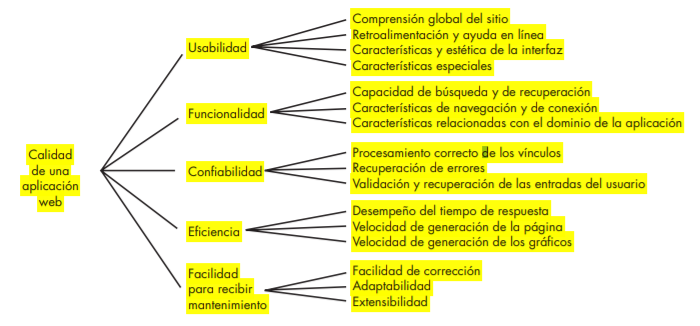 Calidad
de una
aplicación
web
Usabilidad
Comprensión global del sitio
Retroalimentación y ayuda en línea
Características y estética de la interfaz
Características especiales
Funcionalidad
Capacidad de búsqueda y de recuperación
Características de navegación y de conexión
Características relacionadas con el dominio de la aplicación
Confiabilidad
Procesamiento correcto de los vínculos
Recuperación de errores
Validación y recuperación de las entradas del usuario
Eficiencia
Desempeño del tiempo de respuesta
Velocidad de generación de la página
Velocidad de generación de los gráficos
Facilidad
para recibir
mantenimiento
Facilidad de corrección
Adaptabilidad
Extensibilidad